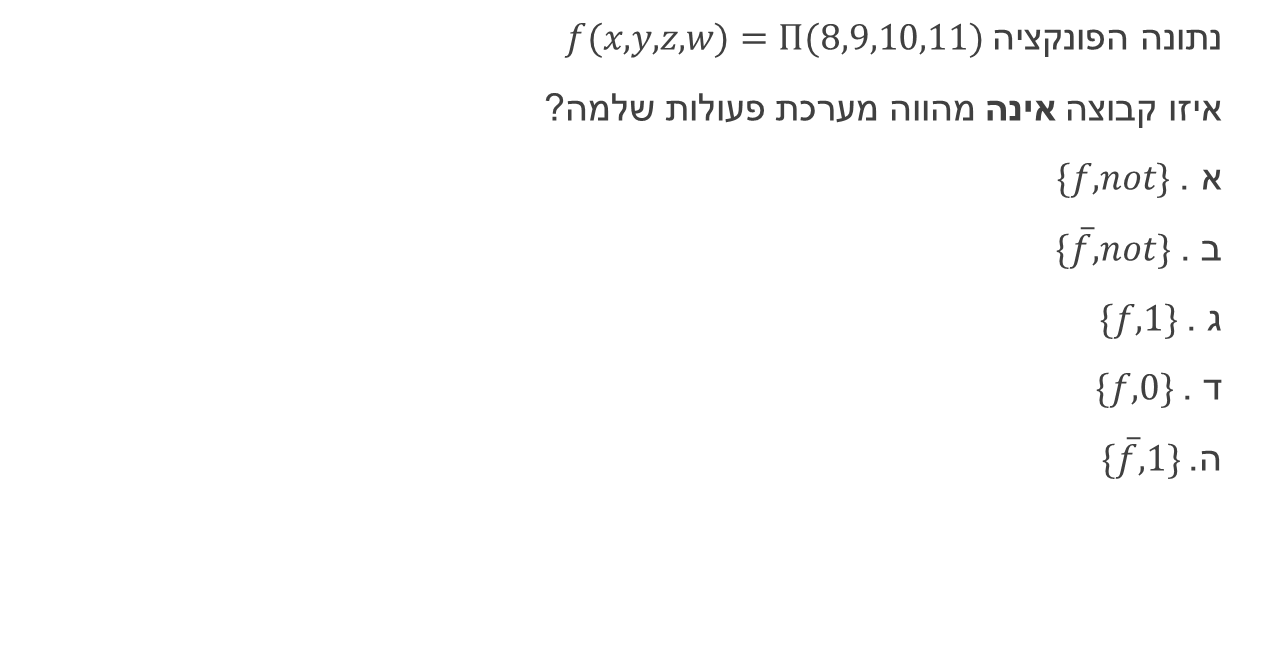 נתונה הפונקציה f(x,y,z,w) = Π(8,9,10,11)
איזו קבוצה אינה מהווה מערכת פעולות שלמה?
א . {f,not}
ב . {f̄,not}
ג . {f,1}
ד . {f,0}
ה. {f̄,1}